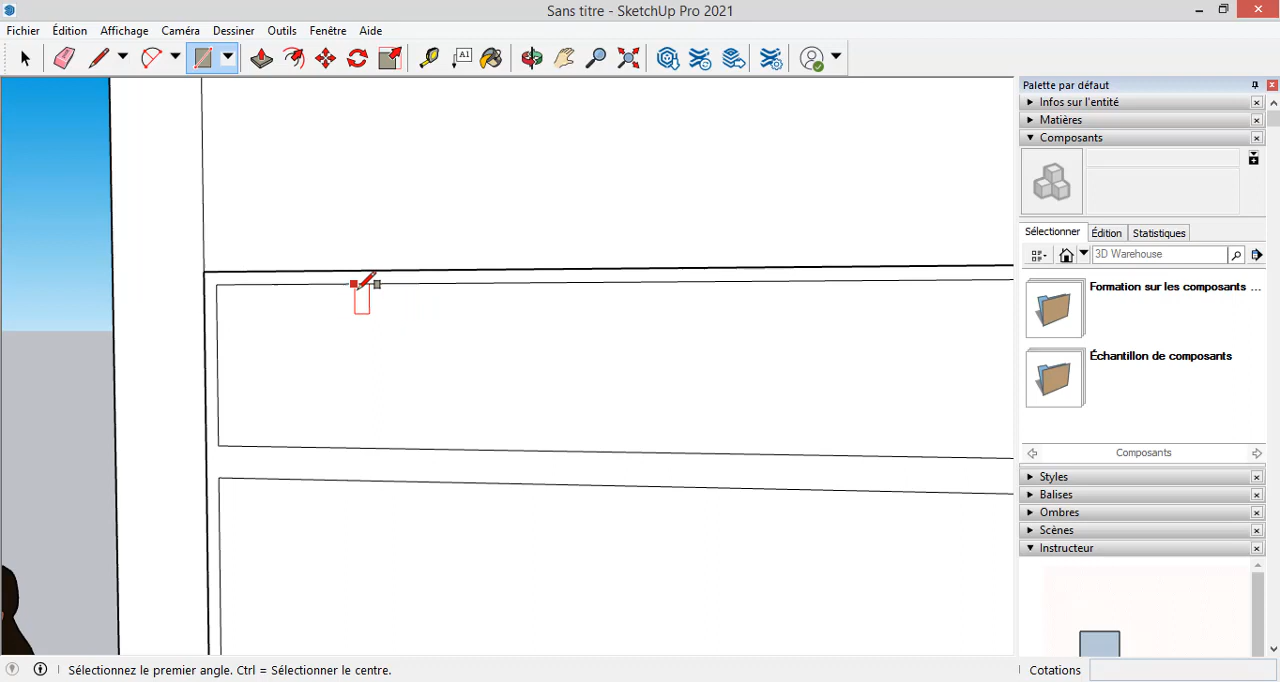 Sans titre - SketchUp Pro 2021
Fichier Édition Affichage Caméra Dessiner Outils Fenêtre Aide
A1
Palette par défaut
Infos sur l'entité
Matières
Composants
Sélectionner Édition Statistiques
3D Warehouse
Formation sur les composants ...
Échantillon de composants
Composants
Styles
Balises
Ombres
Scènes
Instructeur
Sélectionnez le premier angle. Ctrl = Sélectionner le centre.
Cotations